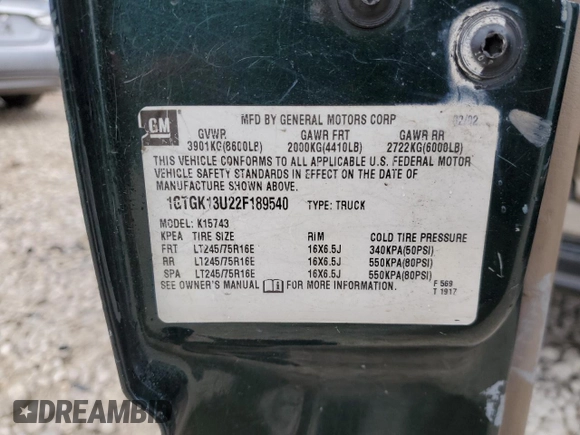 GM
MFD BY GENERAL MOTORS CORP 02/02
GVWR GAWR FRT GAWR RR
3901KG(8600LB) 2000KG(4410LB) 2722KG(6000LB)
THIS VEHICLE CONFORMS TO ALL APPLICABLE U.S. FEDERAL MOTOR
VEHICLE SAFETY STANDARDS IN EFFECT ON THE DATE OF
MANUFACTURE SHOWN ABOVE.
1GTGK13U22F189540 TYPE: TRUCK
MODEL: K15743
KPEA TIRE SIZE RIM COLD TIRE PRESSURE
FRT LT245/75R16E 16X6.5J 340KPA(50PSI)
RR LT245/75R16E 16X6.5J 550KPA(80PSI)
SPA LT245/75R16E 16X6.5J 550KPA(80PSI)
SEE OWNER'S MANUAL FOR MORE INFORMATION.
F 569
T 1917
DREAMBID